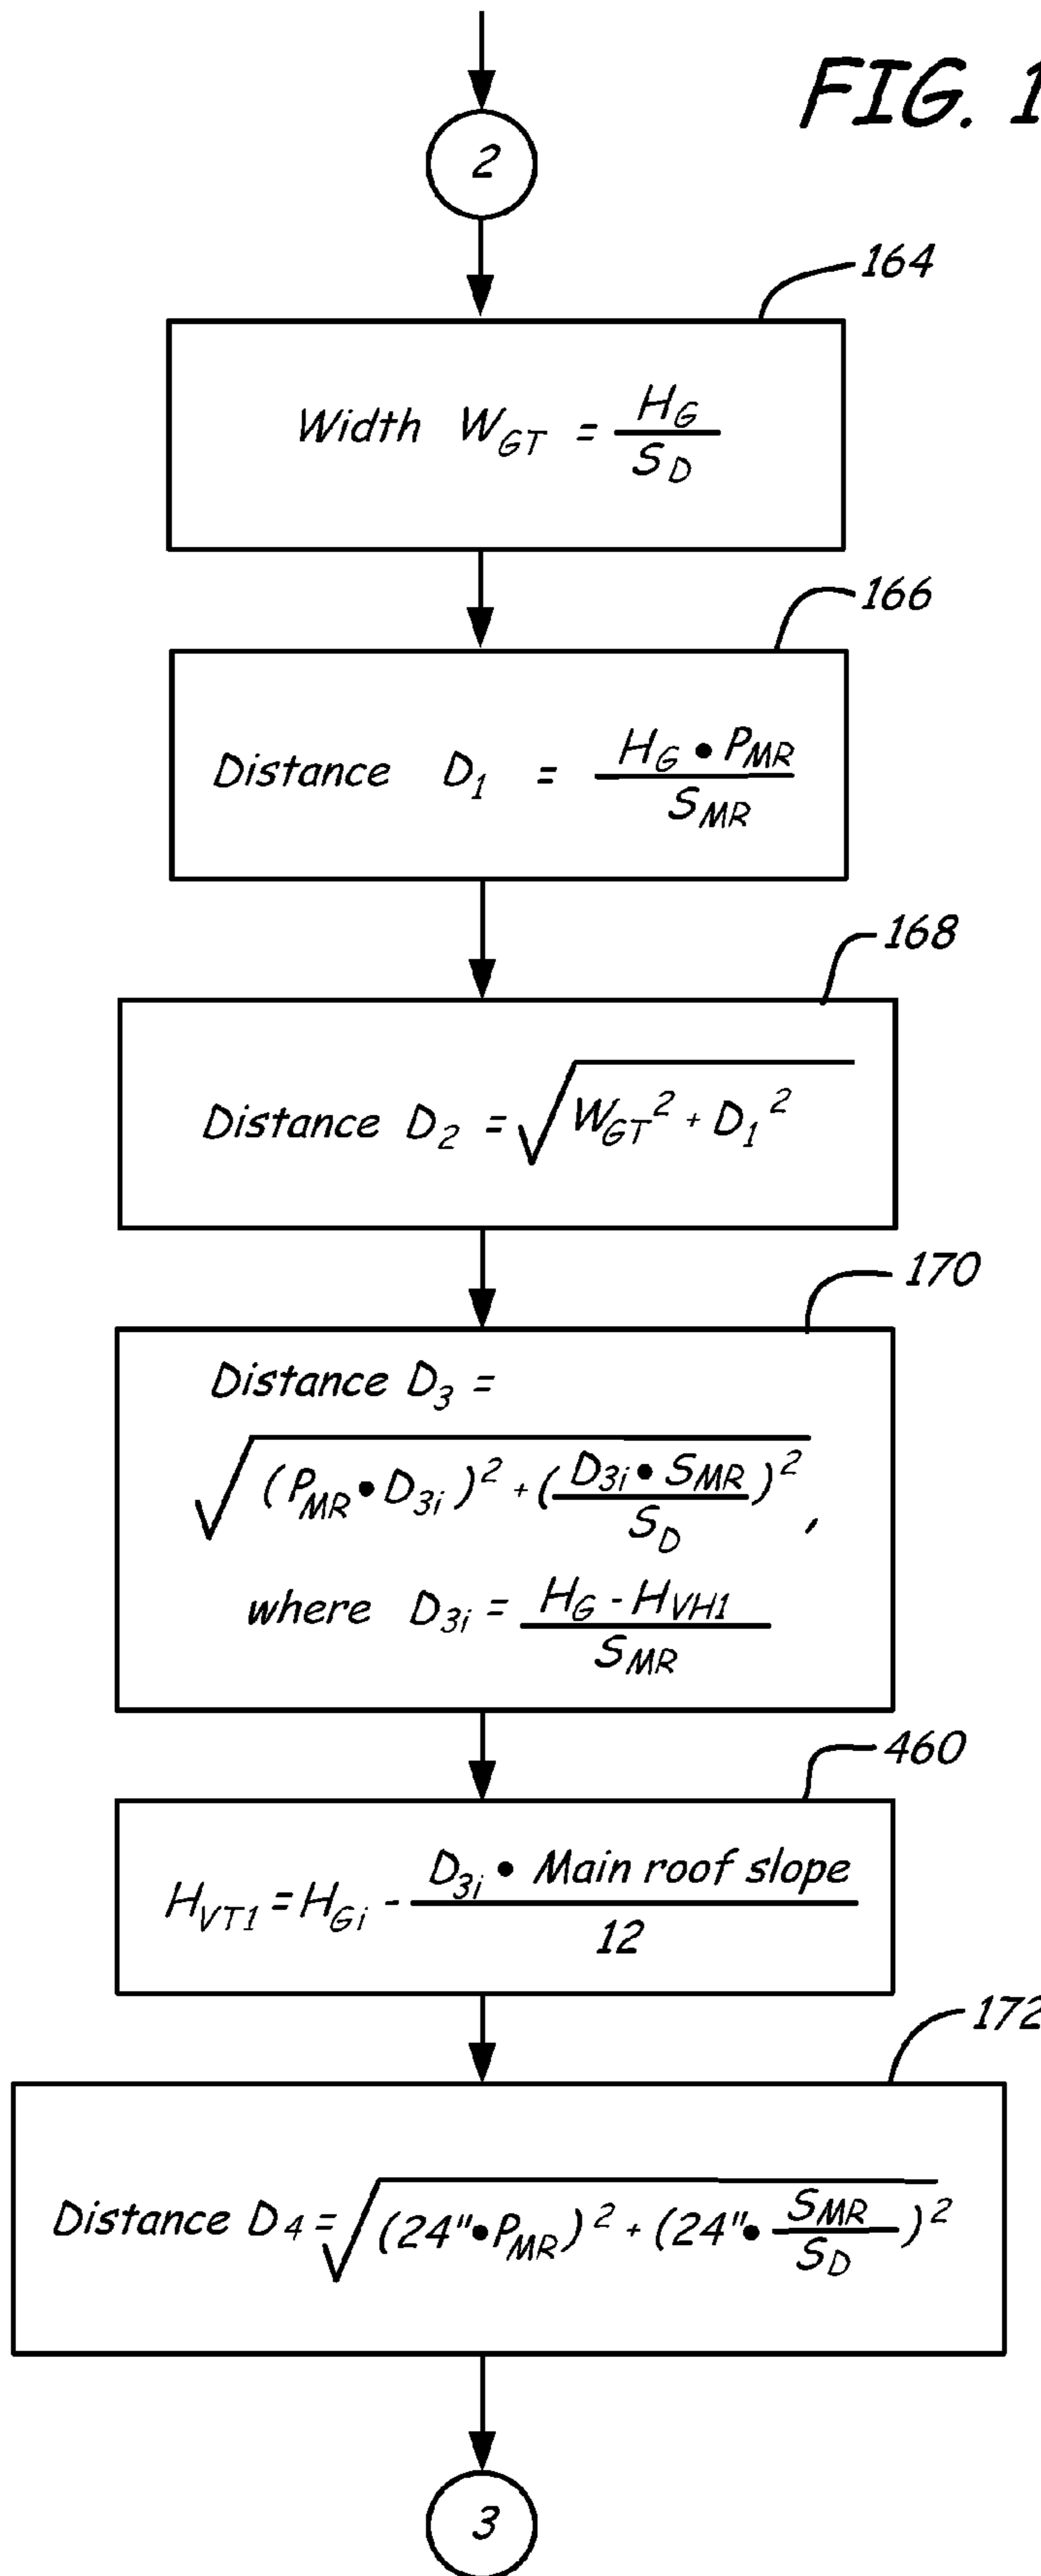 FIG. 1
2
164
Width W_GT = H_G / S_D
166
Distance D_1 = H_G • P_MR / S_MR
168
Distance D_2 = √(W_GT² + D_1²)
170
Distance D_3 =
√((P_MR • D_3i)² + (D_3i • S_MR / S_D)²),
where D_3i = (H_G - H_VH1) / S_MR
460
H_VT1 = H_Gi - (D_3i • Main roof slope) / 12
172
Distance D_4 = √((24" • P_MR)² + (24" • S_MR / S_D)²)
3